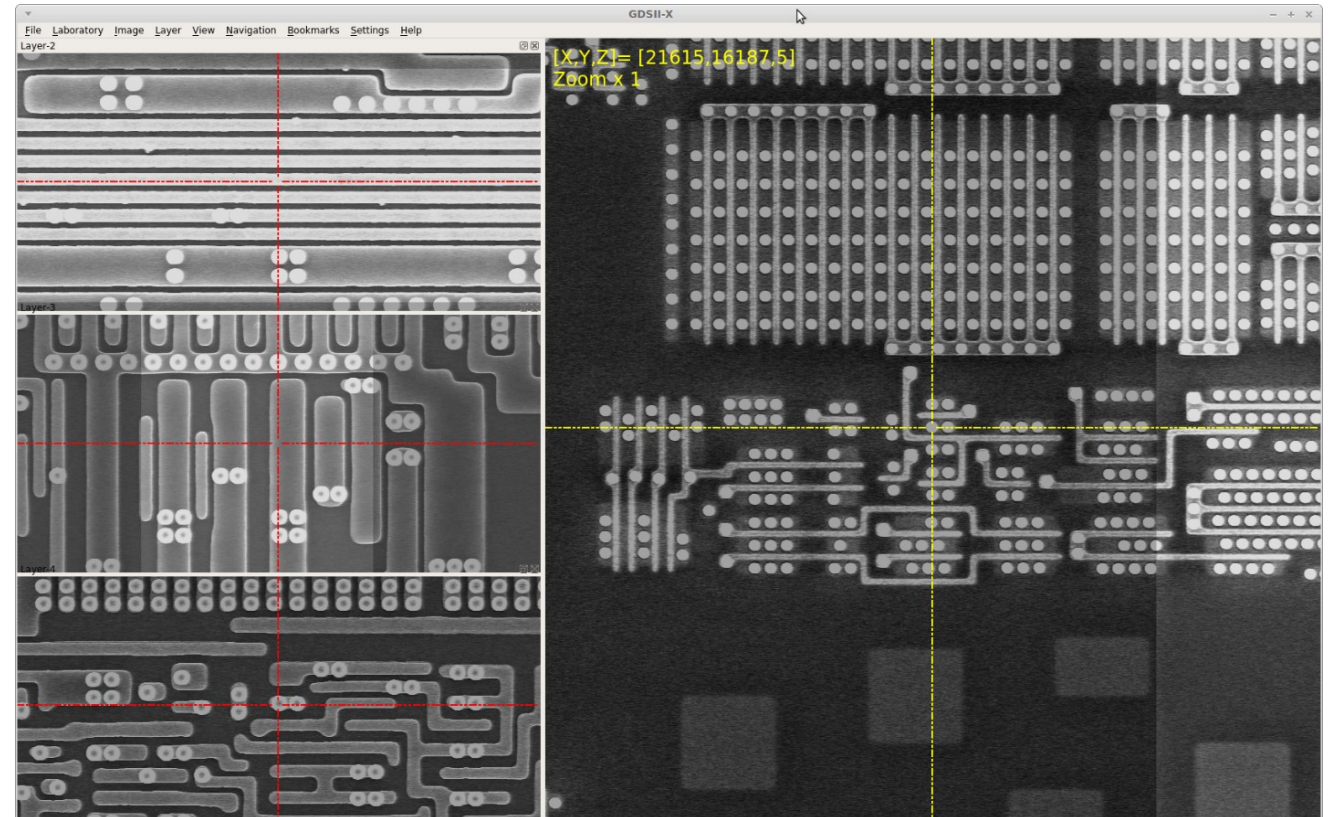 GDSII-X
File Laboratory Image Layer View Navigation Bookmarks Settings Help
Layer-2
[X,Y,Z]= [21615,16187,5]
Zoom x 1
Layer-3
Layer-4